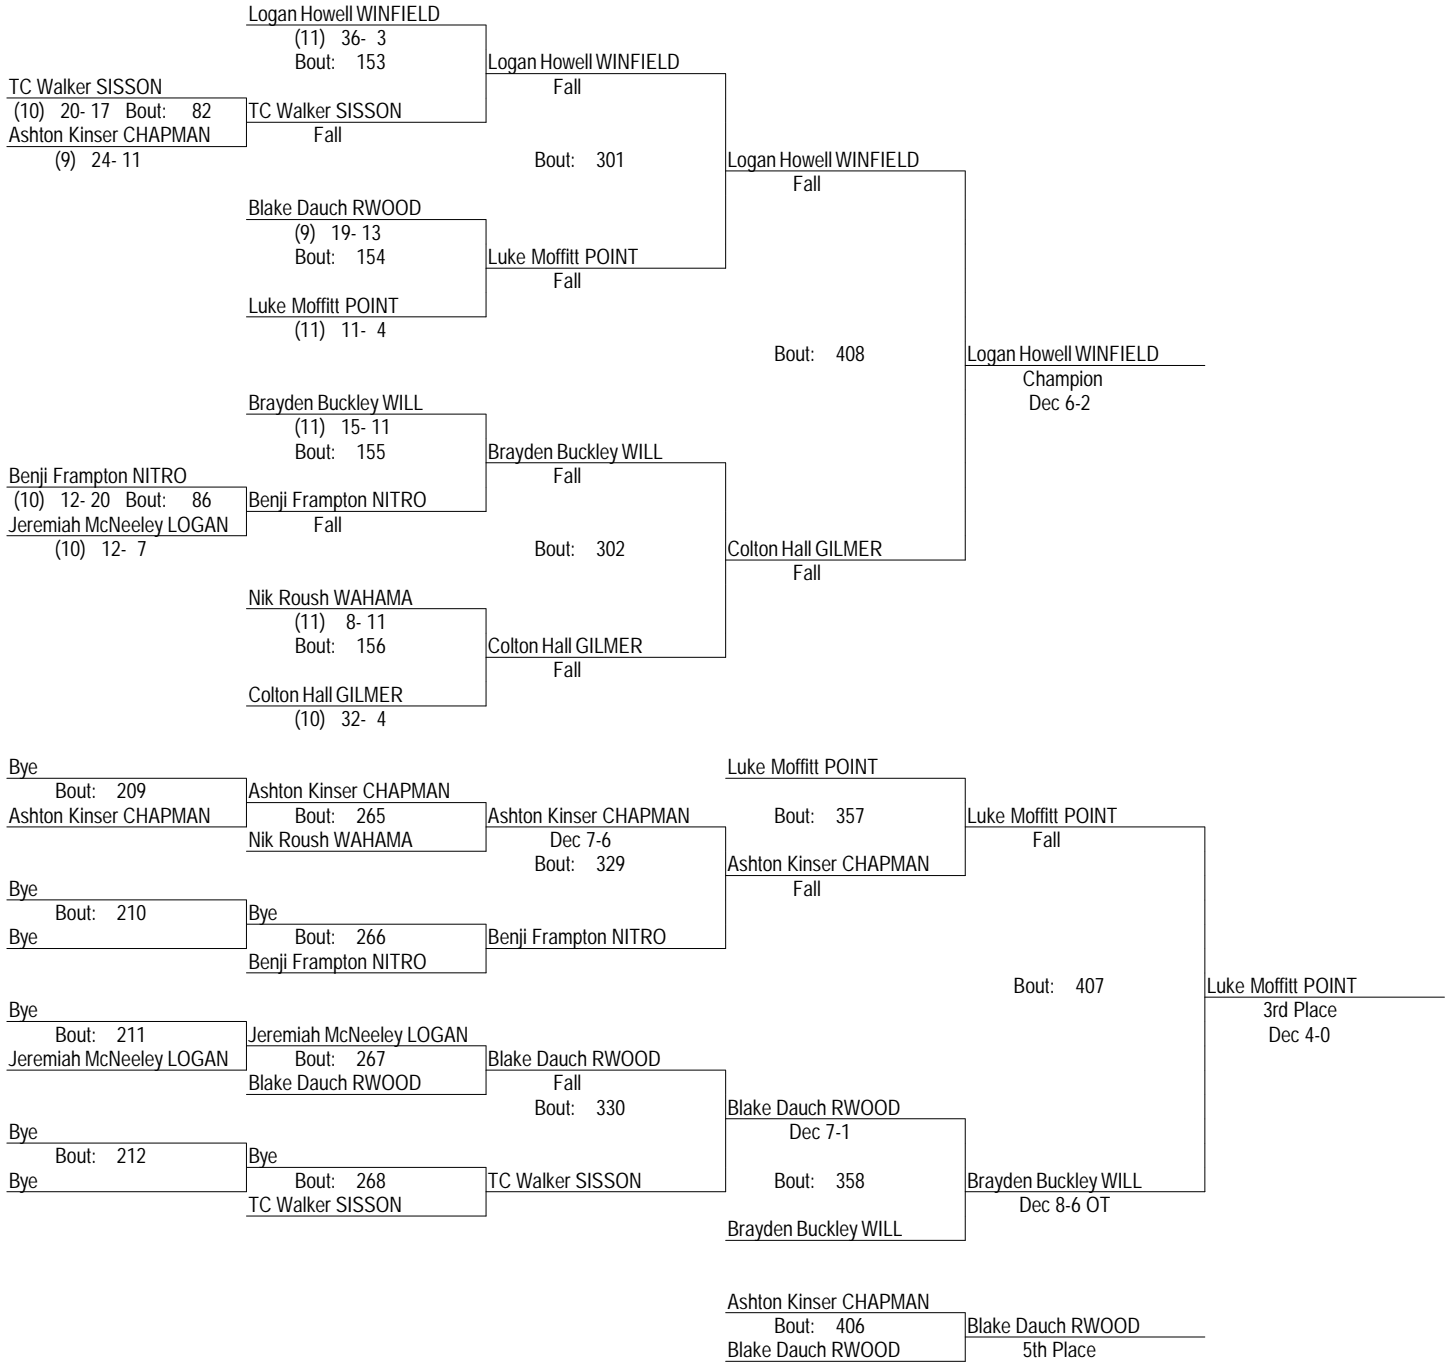 Logan Howell WINFIELD
(11) 36- 3
Bout: 153
Logan Howell WINFIELD
Fall
TC Walker SISSON
(10) 20- 17 Bout: 82
TC Walker SISSON
Ashton Kinser CHAPMAN
Fall
(9) 24- 11
Bout: 301
Logan Howell WINFIELD
Fall
Blake Dauch RWOOD
(9) 19- 13
Bout: 154
Luke Moffitt POINT
Fall
Luke Moffitt POINT
(11) 11- 4
Bout: 408
Logan Howell WINFIELD
Champion
Dec 6-2
Brayden Buckley WILL
(11) 15- 11
Bout: 155
Brayden Buckley WILL
Fall
Benji Frampton NITRO
(10) 12- 20 Bout: 86
Benji Frampton NITRO
Jeremiah McNeeley LOGAN
Fall
(10) 12- 7
Bout: 302
Colton Hall GILMER
Fall
Nik Roush WAHAMA
(11) 8- 11
Bout: 156
Colton Hall GILMER
Fall
Colton Hall GILMER
(10) 32- 4
Bye
Bout: 209
Ashton Kinser CHAPMAN
Ashton Kinser CHAPMAN
Bout: 265
Nik Roush WAHAMA
Ashton Kinser CHAPMAN
Dec 7-6
Bout: 329
Luke Moffitt POINT
Bout: 357
Luke Moffitt POINT
Fall
Ashton Kinser CHAPMAN
Fall
Bye
Bout: 210
Bye
Bye
Bout: 266
Benji Frampton NITRO
Benji Frampton NITRO
Bout: 407
Luke Moffitt POINT
3rd Place
Dec 4-0
Bye
Bout: 211
Jeremiah McNeeley LOGAN
Jeremiah McNeeley LOGAN
Bout: 267
Blake Dauch RWOOD
Blake Dauch RWOOD
Fall
Bout: 330
Blake Dauch RWOOD
Dec 7-1
Bye
Bout: 212
Bye
Bye
Bout: 268
TC Walker SISSON
TC Walker SISSON
Bout: 358
Brayden Buckley WILL
Dec 8-6 OT
Brayden Buckley WILL
Ashton Kinser CHAPMAN
Bout: 406
Blake Dauch RWOOD
Blake Dauch RWOOD
5th Place